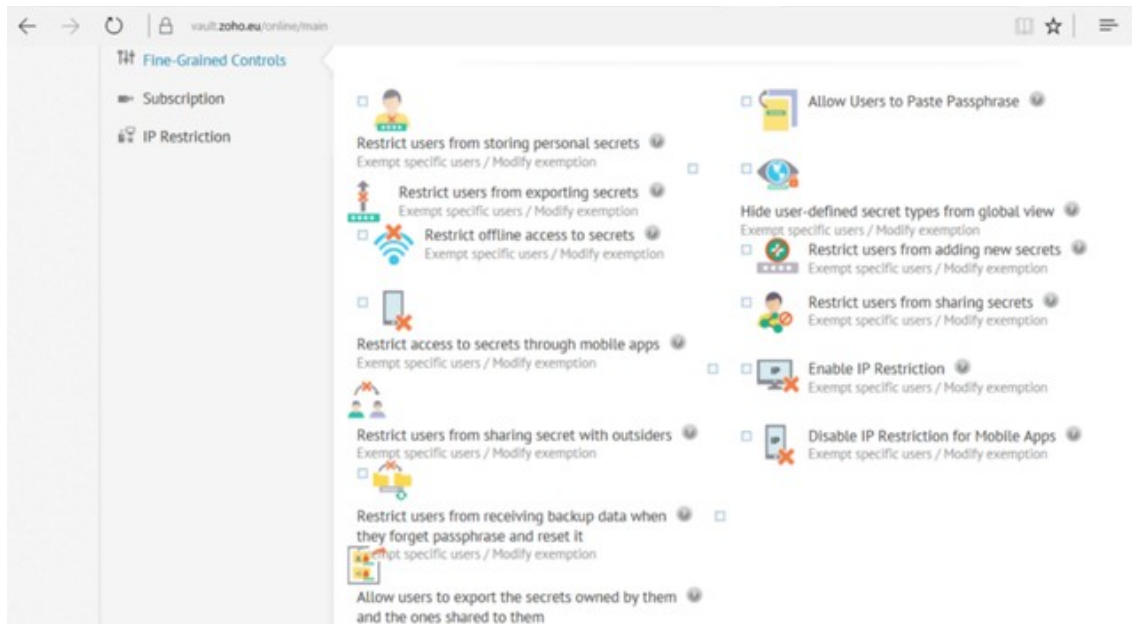 vault.zoho.eu/online/main
Fine-Grained Controls
Subscription
IP Restriction
Restrict users from storing personal secrets
Exempt specific users / Modify exemption
Restrict users from exporting secrets
Exempt specific users / Modify exemption
Restrict offline access to secrets
Exempt specific users / Modify exemption
Restrict access to secrets through mobile apps
Exempt specific users / Modify exemption
Restrict users from sharing secret with outsiders
Exempt specific users / Modify exemption
Restrict users from receiving backup data when
they forget passphrase and reset it
Exempt specific users / Modify exemption
Allow users to export the secrets owned by them
and the ones shared to them
Allow Users to Paste Passphrase
Hide user-defined secret types from global view
Exempt specific users / Modify exemption
Restrict users from adding new secrets
Exempt specific users / Modify exemption
Restrict users from sharing secrets
Exempt specific users / Modify exemption
IP
Enable IP Restriction
Exempt specific users / Modify exemption
IP
Disable IP Restriction for Mobile Apps
Exempt specific users / Modify exemption